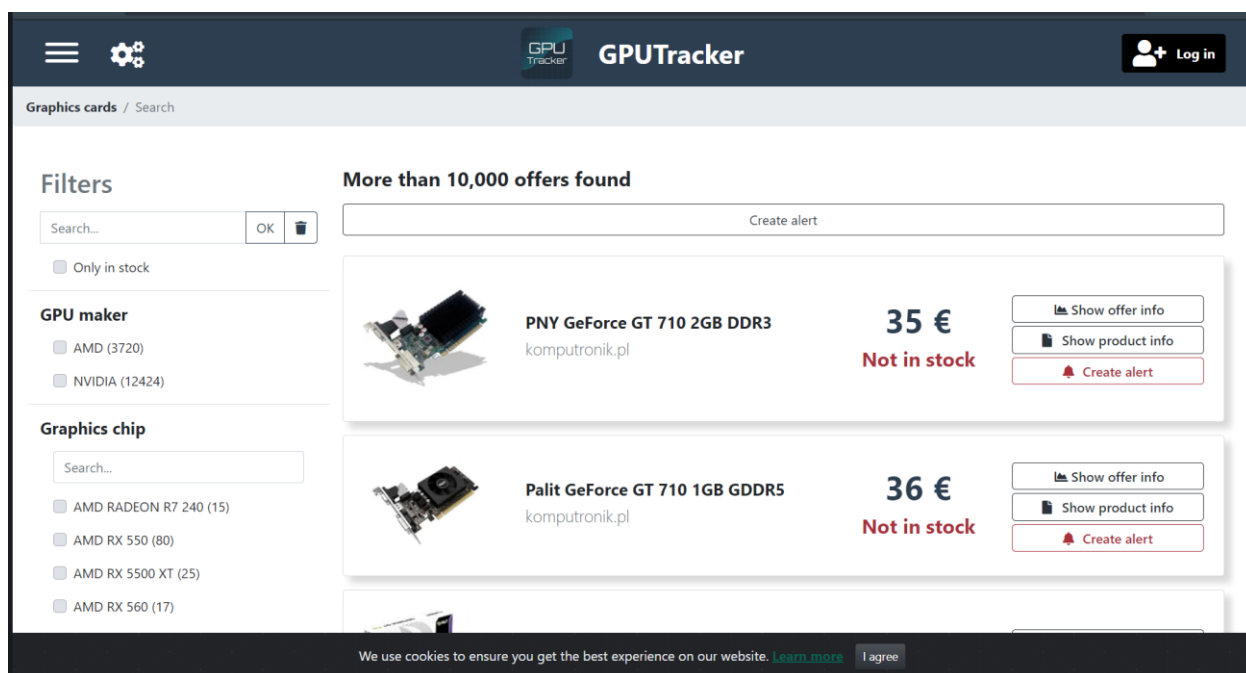 GPU
Tracker
GPUTracker
Log in
Graphics cards / Search
Filters
Search...
OK
Only in stock
GPU maker
AMD (3720)
NVIDIA (12424)
Graphics chip
Search...
AMD RADEON R7 240 (15)
AMD RX 550 (80)
AMD RX 5500 XT (25)
AMD RX 560 (17)
More than 10,000 offers found
Create alert
PNY GeForce GT 710 2GB DDR3
komputronik.pl
35 €
Not in stock
Show offer info
Show product info
Create alert
Palit GeForce GT 710 1GB GDDR5
komputronik.pl
36 €
Not in stock
Show offer info
Show product info
Create alert
We use cookies to ensure you get the best experience on our website. Learn more
I agree